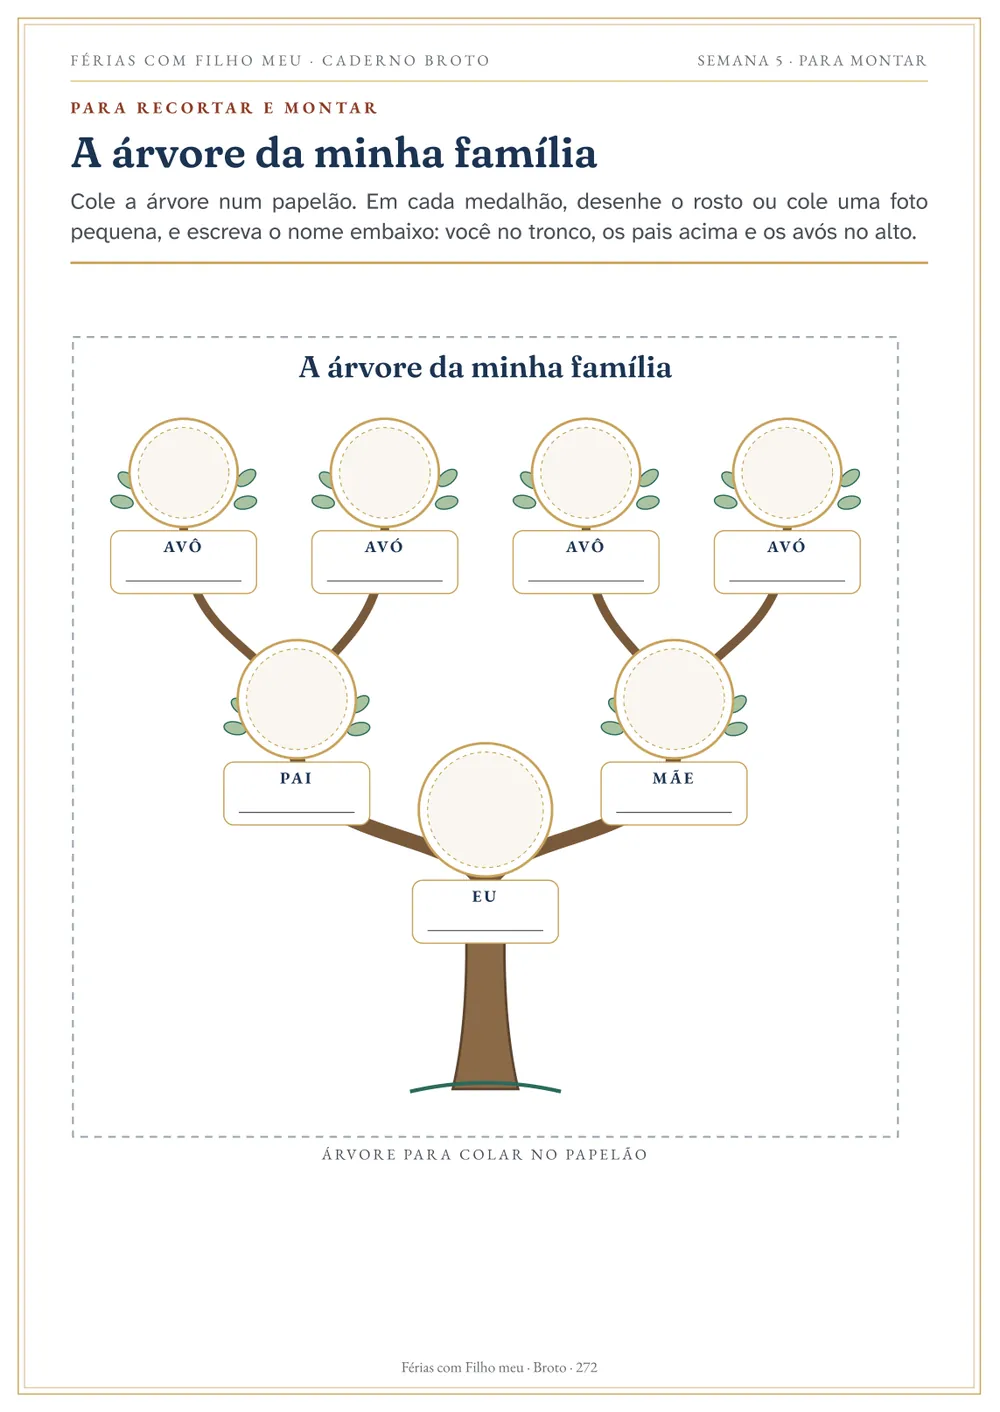 FÉRIAS COM FILHO MEU · CADERNO BROTO
SEMANA 5 · PARA MONTAR
PARA RECORTAR E MONTAR
A árvore da minha família
Cole a árvore num papelão. Em cada medalhão, desenhe o rosto ou cole uma foto
pequena, e escreva o nome embaixo: você no tronco, os pais acima e os avós no alto.
A árvore da minha família
AVÔ
AVÓ
AVÔ
AVÓ
PAI
MÃE
EU
ÁRVORE PARA COLAR NO PAPELÃO
Férias com Filho meu · Broto · 272